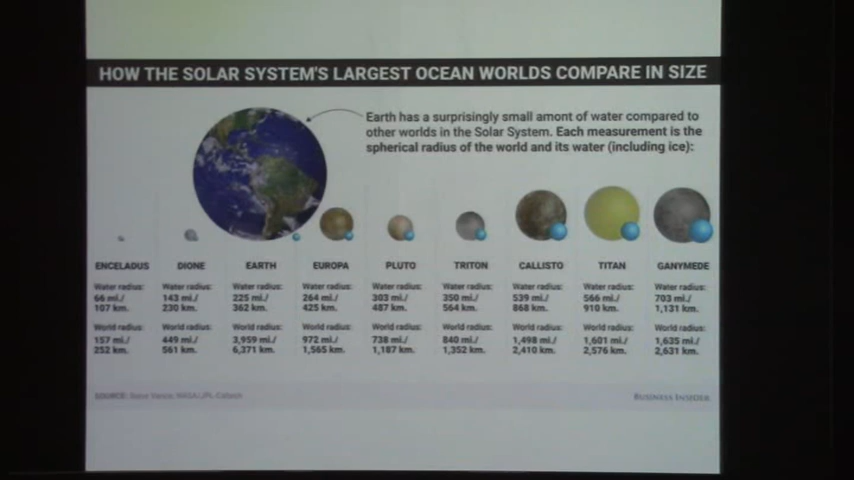 HOW THE SOLAR SYSTEM'S LARGEST OCEAN WORLDS COMPARE IN SIZE
Earth has a surprisingly small amont of water compared to
other worlds in the Solar System. Each measurement is the
spherical radius of the world and its water (including ice):
ENCELADUS DIONE EARTH EUROPA PLUTO TRITON CALLISTO TITAN GANYMEDE
Water radius: Water radius: Water radius: Water radius: Water radius: Water radius: Water radius: Water radius: Water radius:
66 mi./ 143 mi./ 225 mi./ 264 mi./ 303 mi./ 350 mi./ 539 mi./ 566 mi./ 703 mi./
107 km. 230 km. 362 km. 425 km. 487 km. 564 km. 868 km. 910 km. 1,131 km.
World radius: World radius: World radius: World radius: World radius: World radius: World radius: World radius: World radius:
157 mi./ 449 mi./ 3,959 mi./ 972 mi./ 738 mi./ 840 mi./ 1,498 mi./ 1,601 mi./ 1,635 mi./
252 km. 561 km. 6,371 km. 1,565 km. 1,187 km. 1,352 km. 2,410 km. 2,576 km. 2,631 km.
SOURCE: NASA/JPL-Caltech
BUSINESS INSIDER